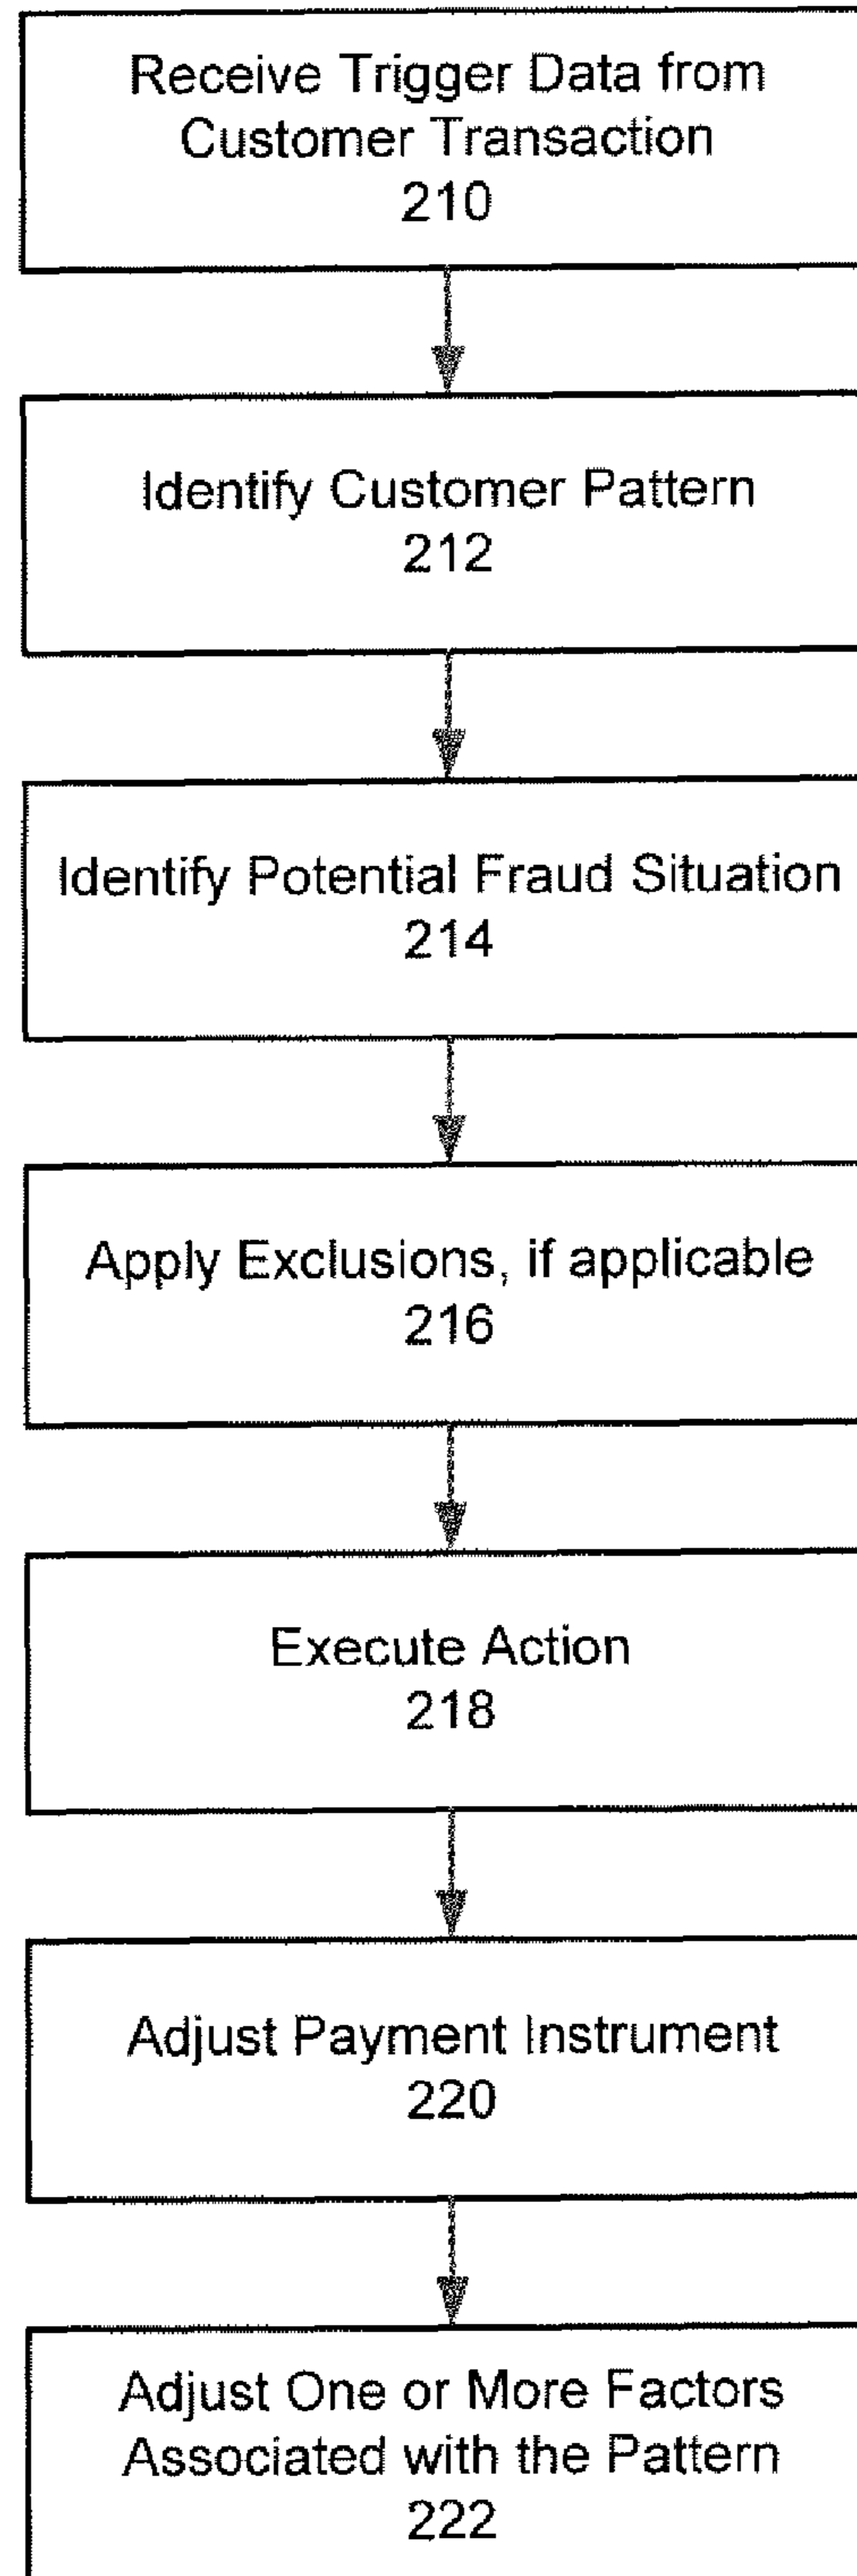 Receive Trigger Data from
Customer Transaction
210
Identify Customer Pattern
212
Identify Potential Fraud Situation
214
Apply Exclusions, if applicable
216
Execute Action
218
Adjust Payment Instrument
220
Adjust One or More Factors
Associated with the Pattern
222